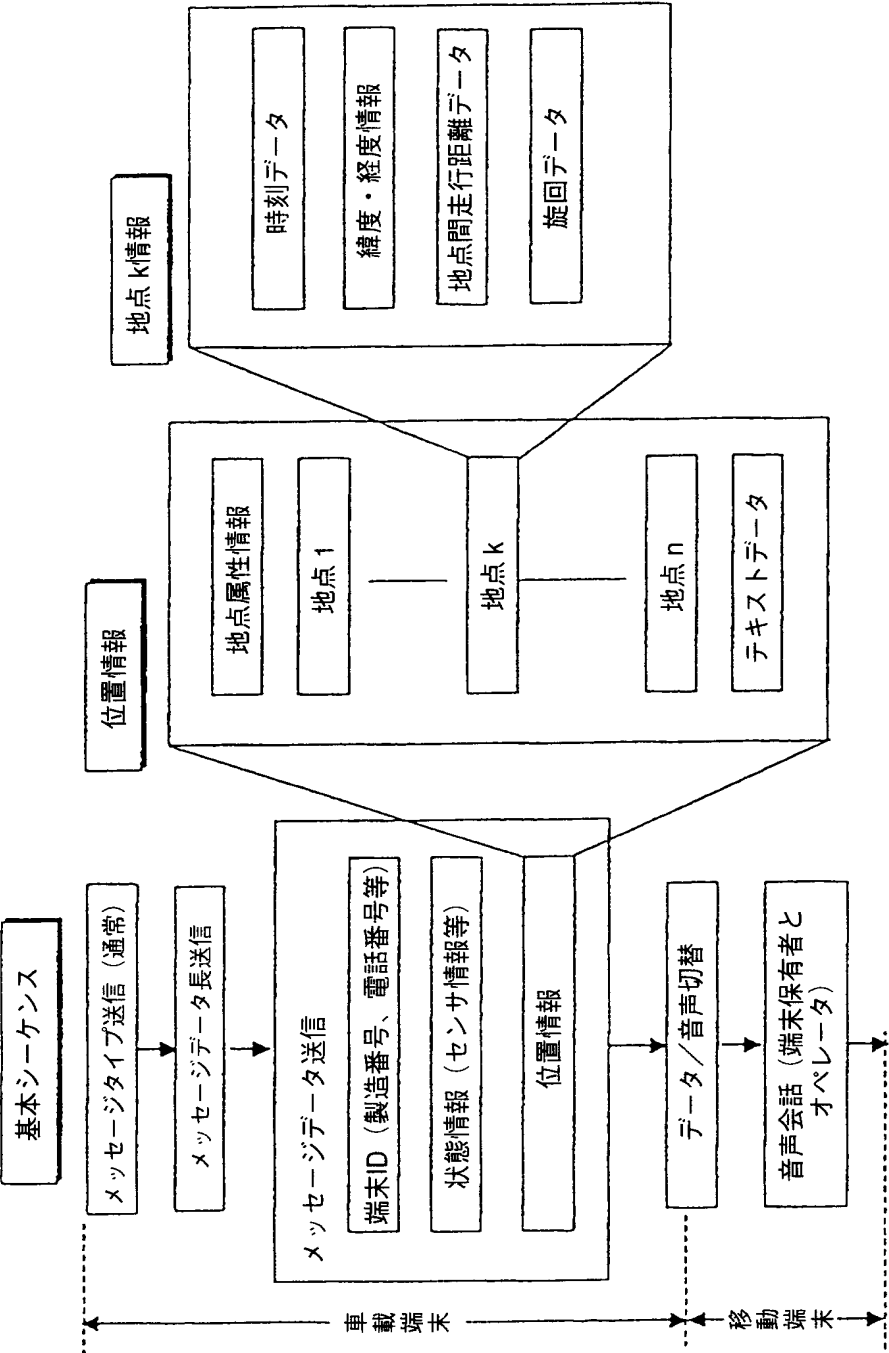 基本シーケンス
メッセージタイプ送信（通常）
メッセージデータ長送信
メッセージデータ送信
端末ID（製造番号、電話番号等）
状態情報（センサ情報等）
位置情報
データ／音声切替
音声会話（端末保有者と
オペレータ）
車載端末
移動端末
位置情報
地点属性情報
地点 1
地点 k
地点 n
テキストデータ
地点 k情報
時刻データ
緯度・経度情報
地点間走行距離データ
旋回データ